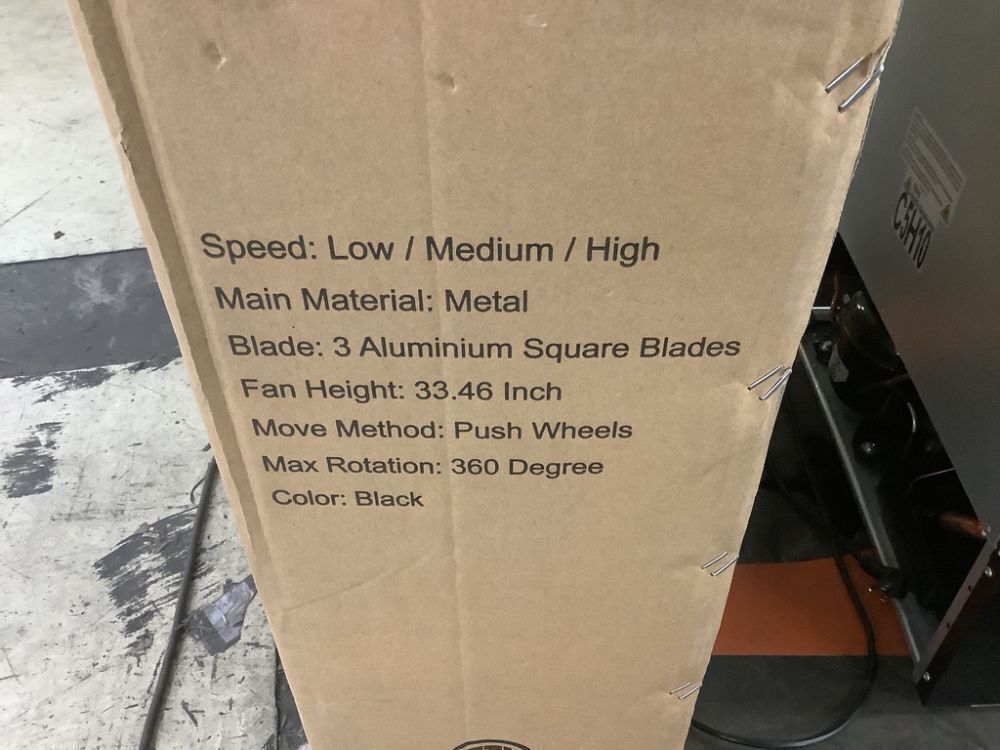 Speed: Low / Medium / High
Main Material: Metal
Blade: 3 Aluminium Square Blades
Fan Height: 33.46 Inch
Move Method: Push Wheels
Max Rotation: 360 Degree
Color: Black
C5H10